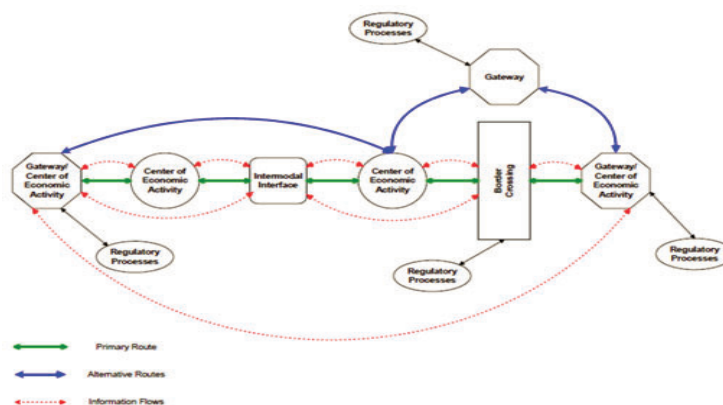 Regulatory
Processes
Gateway
Gateway/
Center of
Economic
Activity
Center of
Economic
Activity
Intermodal
Interface
Center of
Economic
Activity
Border
Crossing
Gateway/
Center of
Economic
Activity
Regulatory
Processes
Regulatory
Processes
Regulatory
Processes
Primary Route
Alternative Routes
Information Flows